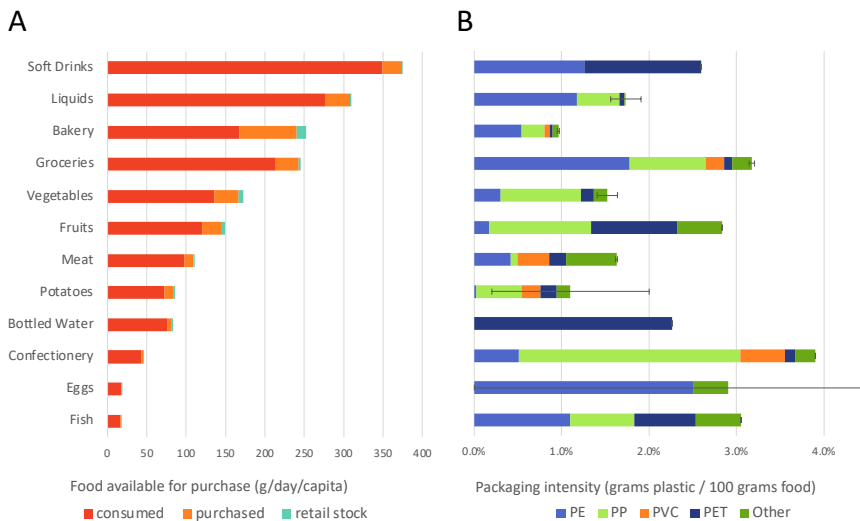 A
B
Soft Drinks
Liquids
Bakery
Groceries
Vegetables
Fruits
Meat
Potatoes
Bottled Water
Confectionery
Eggs
Fish
0 50 100 150 200 250 300 350 400
0.0% 1.0% 2.0% 3.0% 4.0%
Food available for purchase (g/day/capita)
Packaging intensity (grams plastic / 100 grams food)
consumed purchased retail stock
PE PP PVC PET Other